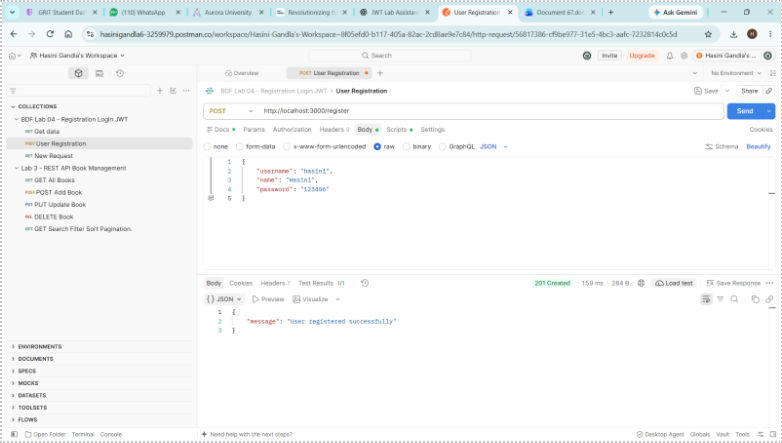 GRIT Student Da
(110) WhatsApp
Aurora University
Revolutionizing t
JWT Lab Assistan
User Registration
Document 67.doc
Ask Gemini
hasinigandla6-3259979.postman.co/workspace/Hasini-Gandla's-Workspace~8f05efd0-b117-405a-82ac-2cd8ae9e7c84/http-request/56817386-cf9be977-31e5-4bc3-aafc-7232814c0c5d
Hasini Gandla's Workspace
Search
Invite
Upgrade
Hasini Gandla's ...
Overview
POST User Registration
No Environment
COLLECTIONS
BDF Lab 04 - Registration Login JWT
GET Get data
POST User Registration
GET New Request
Lab 3 - REST API Book Management
GET GET All Books
POST POST Add Book
PUT PUT Update Book
DEL DELETE Book
GET GET Search Filter Sort Pagination.
BDF Lab 04 - Registration Login JWT > User Registration
Save
Share
POST
http://localhost:3000/register
Send
Docs
Params
Authorization
Headers
Body
Scripts
Settings
Cookies
none
form-data
x-www-form-urlencoded
raw
binary
GraphQL
JSON
Schema
Beautify
1 {
2 "username": "hasini",
3 "name": "Hasini",
4 "password": "123456"
5 }
Body
Cookies
Headers 7
Test Results 1/1
201 Created
159 ms
284 B
Load test
Save Response
{} JSON
Preview
Visualize
1 {
2 "message": "User registered successfully"
3 }
ENVIRONMENTS
DOCUMENTS
SPECS
MOCKS
DATASETS
TOOLSETS
FLOWS
Open Folder
Terminal
Console
Need help with the next steps?
Desktop Agent
Globals
Vault
Tools